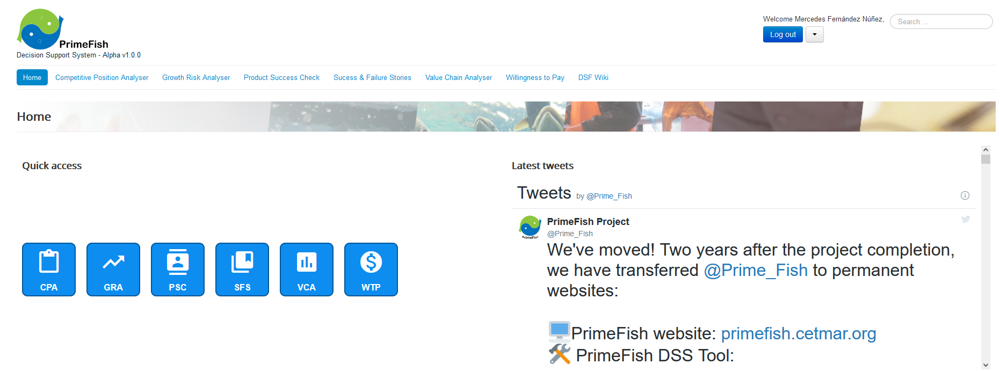 PrimeFish
Decision Support System - Alpha v1.0.0
Welcome Mercedes Fernández Núñez,
Search ...
Log out
Home
Competitive Position Analyser
Growth Risk Analyser
Product Success Check
Sucess & Failure Stories
Value Chain Analyser
Willingness to Pay
DSF Wiki
Home
Quick access
CPA
GRA
PSC
SFS
VCA
WTP
Latest tweets
Tweets by @Prime_Fish
PrimeFish Project
@Prime_Fish
We've moved! Two years after the project completion,
we have transferred @Prime_Fish to permanent
websites:
PrimeFish website: primefish.cetmar.org
PrimeFish DSS Tool: